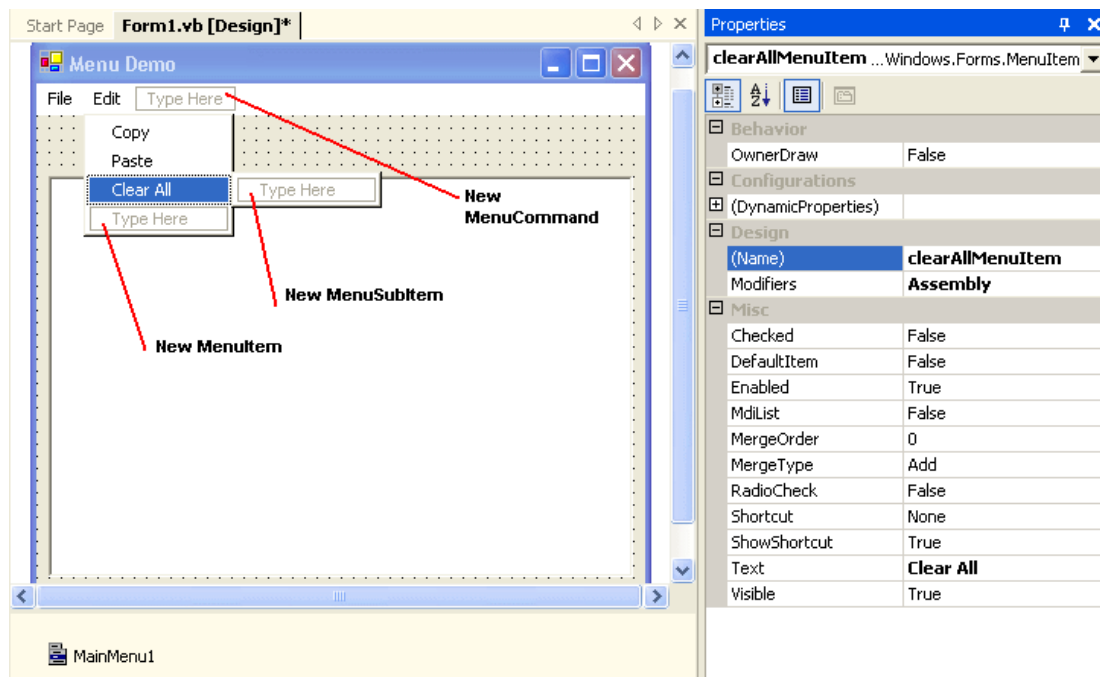 Start Page Form1.vb [Design]*
Menu Demo
File Edit Type Here
Copy
Paste
Clear All Type Here
Type Here
New
MenuCommand
New MenuSubItem
New MenuItem
MainMenu1
Properties
clearAllMenuItem ...Windows.Forms.MenuItem
Behavior
OwnerDraw False
Configurations
(DynamicProperties)
Design
(Name) clearAllMenuItem
Modifiers Assembly
Misc
Checked False
DefaultItem False
Enabled True
MdiList False
MergeOrder 0
MergeType Add
RadioCheck False
Shortcut None
ShowShortcut True
Text Clear All
Visible True